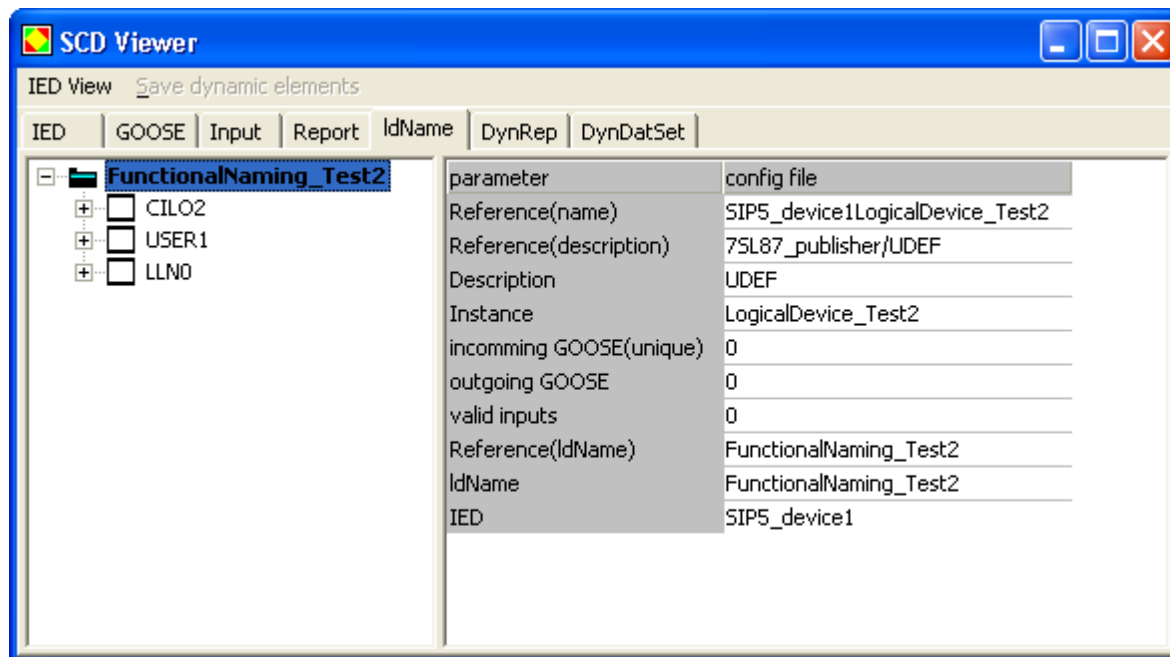 SCD Viewer
IED View Save dynamic elements
IED GOOSE Input Report ldName DynRep DynDatSet
FunctionalNaming_Test2
CILO2
USER1
LLN0
parameter config file
Reference(name) SIP5_device1LogicalDevice_Test2
Reference(description) 7SL87_publisher/UDEF
Description UDEF
Instance LogicalDevice_Test2
incomming GOOSE(unique) 0
outgoing GOOSE 0
valid inputs 0
Reference(ldName) FunctionalNaming_Test2
ldName FunctionalNaming_Test2
IED SIP5_device1